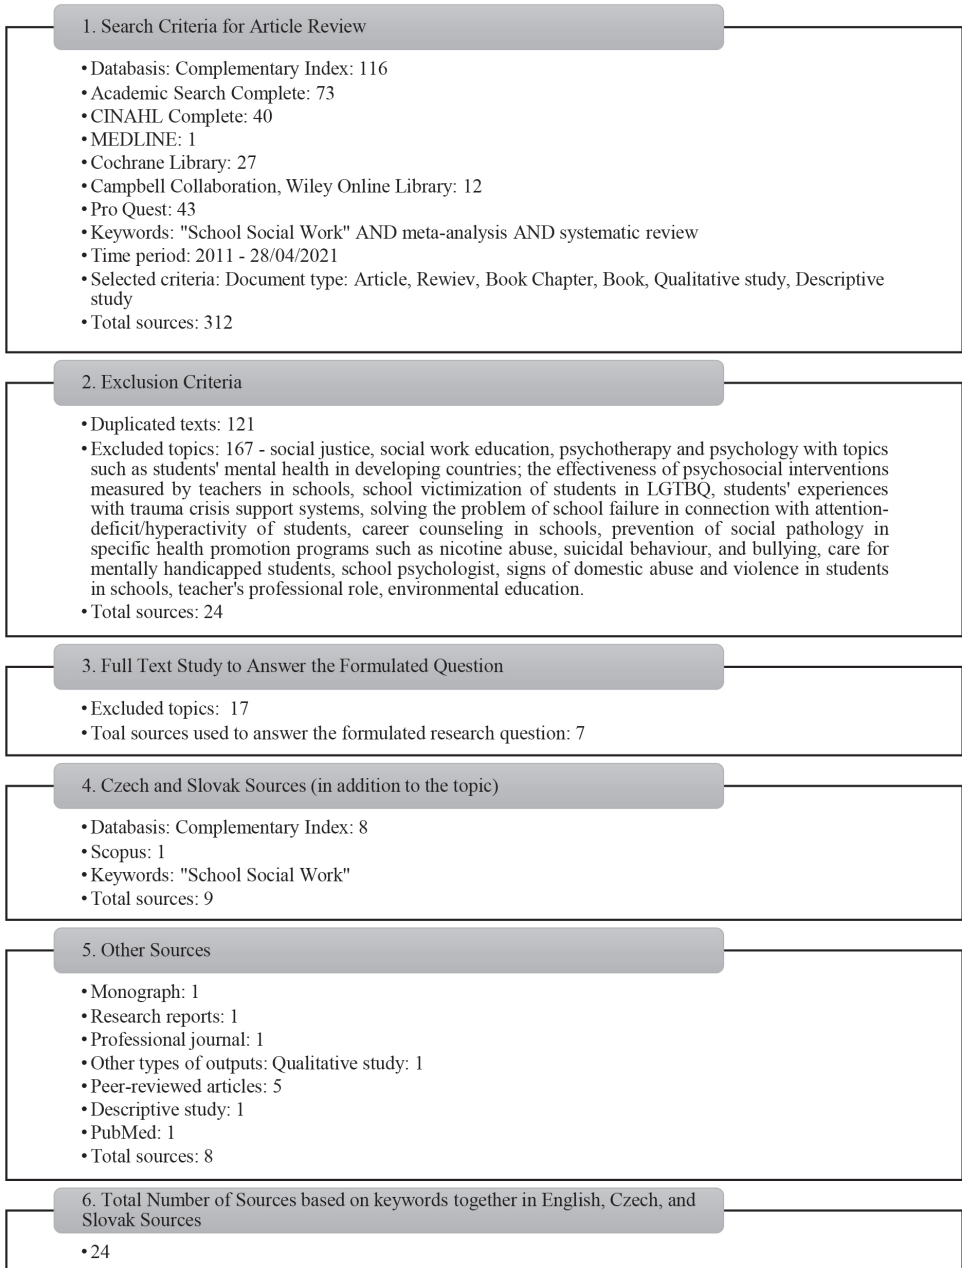 1. Search Criteria for Article Review
• Databasis: Complementary Index: 116
• Academic Search Complete: 73
• CINAHL Complete: 40
• MEDLINE: 1
• Cochrane Library: 27
• Campbell Collaboration, Wiley Online Library: 12
• Pro Quest: 43
• Keywords: "School Social Work" AND meta-analysis AND systematic review
• Time period: 2011 - 28/04/2021
• Selected criteria: Document type: Article, Rewiev, Book Chapter, Book, Qualitative study, Descriptive
study
• Total sources: 312
2. Exclusion Criteria
• Duplicated texts: 121
• Excluded topics: 167 - social justice, social work education, psychotherapy and psychology with topics
such as students' mental health in developing countries; the effectiveness of psychosocial interventions
measured by teachers in schools, school victimization of students in LGTBQ, students' experiences
with trauma crisis support systems, solving the problem of school failure in connection with attention-
deficit/hyperactivity of students, career counseling in schools, prevention of social pathology in
specific health promotion programs such as nicotine abuse, suicidal behaviour, and bullying, care for
mentally handicapped students, school psychologist, signs of domestic abuse and violence in students
in schools, teacher's professional role, environmental education.
• Total sources: 24
3. Full Text Study to Answer the Formulated Question
• Excluded topics: 17
• Toal sources used to answer the formulated research question: 7
4. Czech and Slovak Sources (in addition to the topic)
• Databasis: Complementary Index: 8
• Scopus: 1
• Keywords: "School Social Work"
• Total sources: 9
5. Other Sources
• Monograph: 1
• Research reports: 1
• Professional journal: 1
• Other types of outputs: Qualitative study: 1
• Peer-reviewed articles: 5
• Descriptive study: 1
• PubMed: 1
• Total sources: 8
6. Total Number of Sources based on keywords together in English, Czech, and
Slovak Sources
• 24